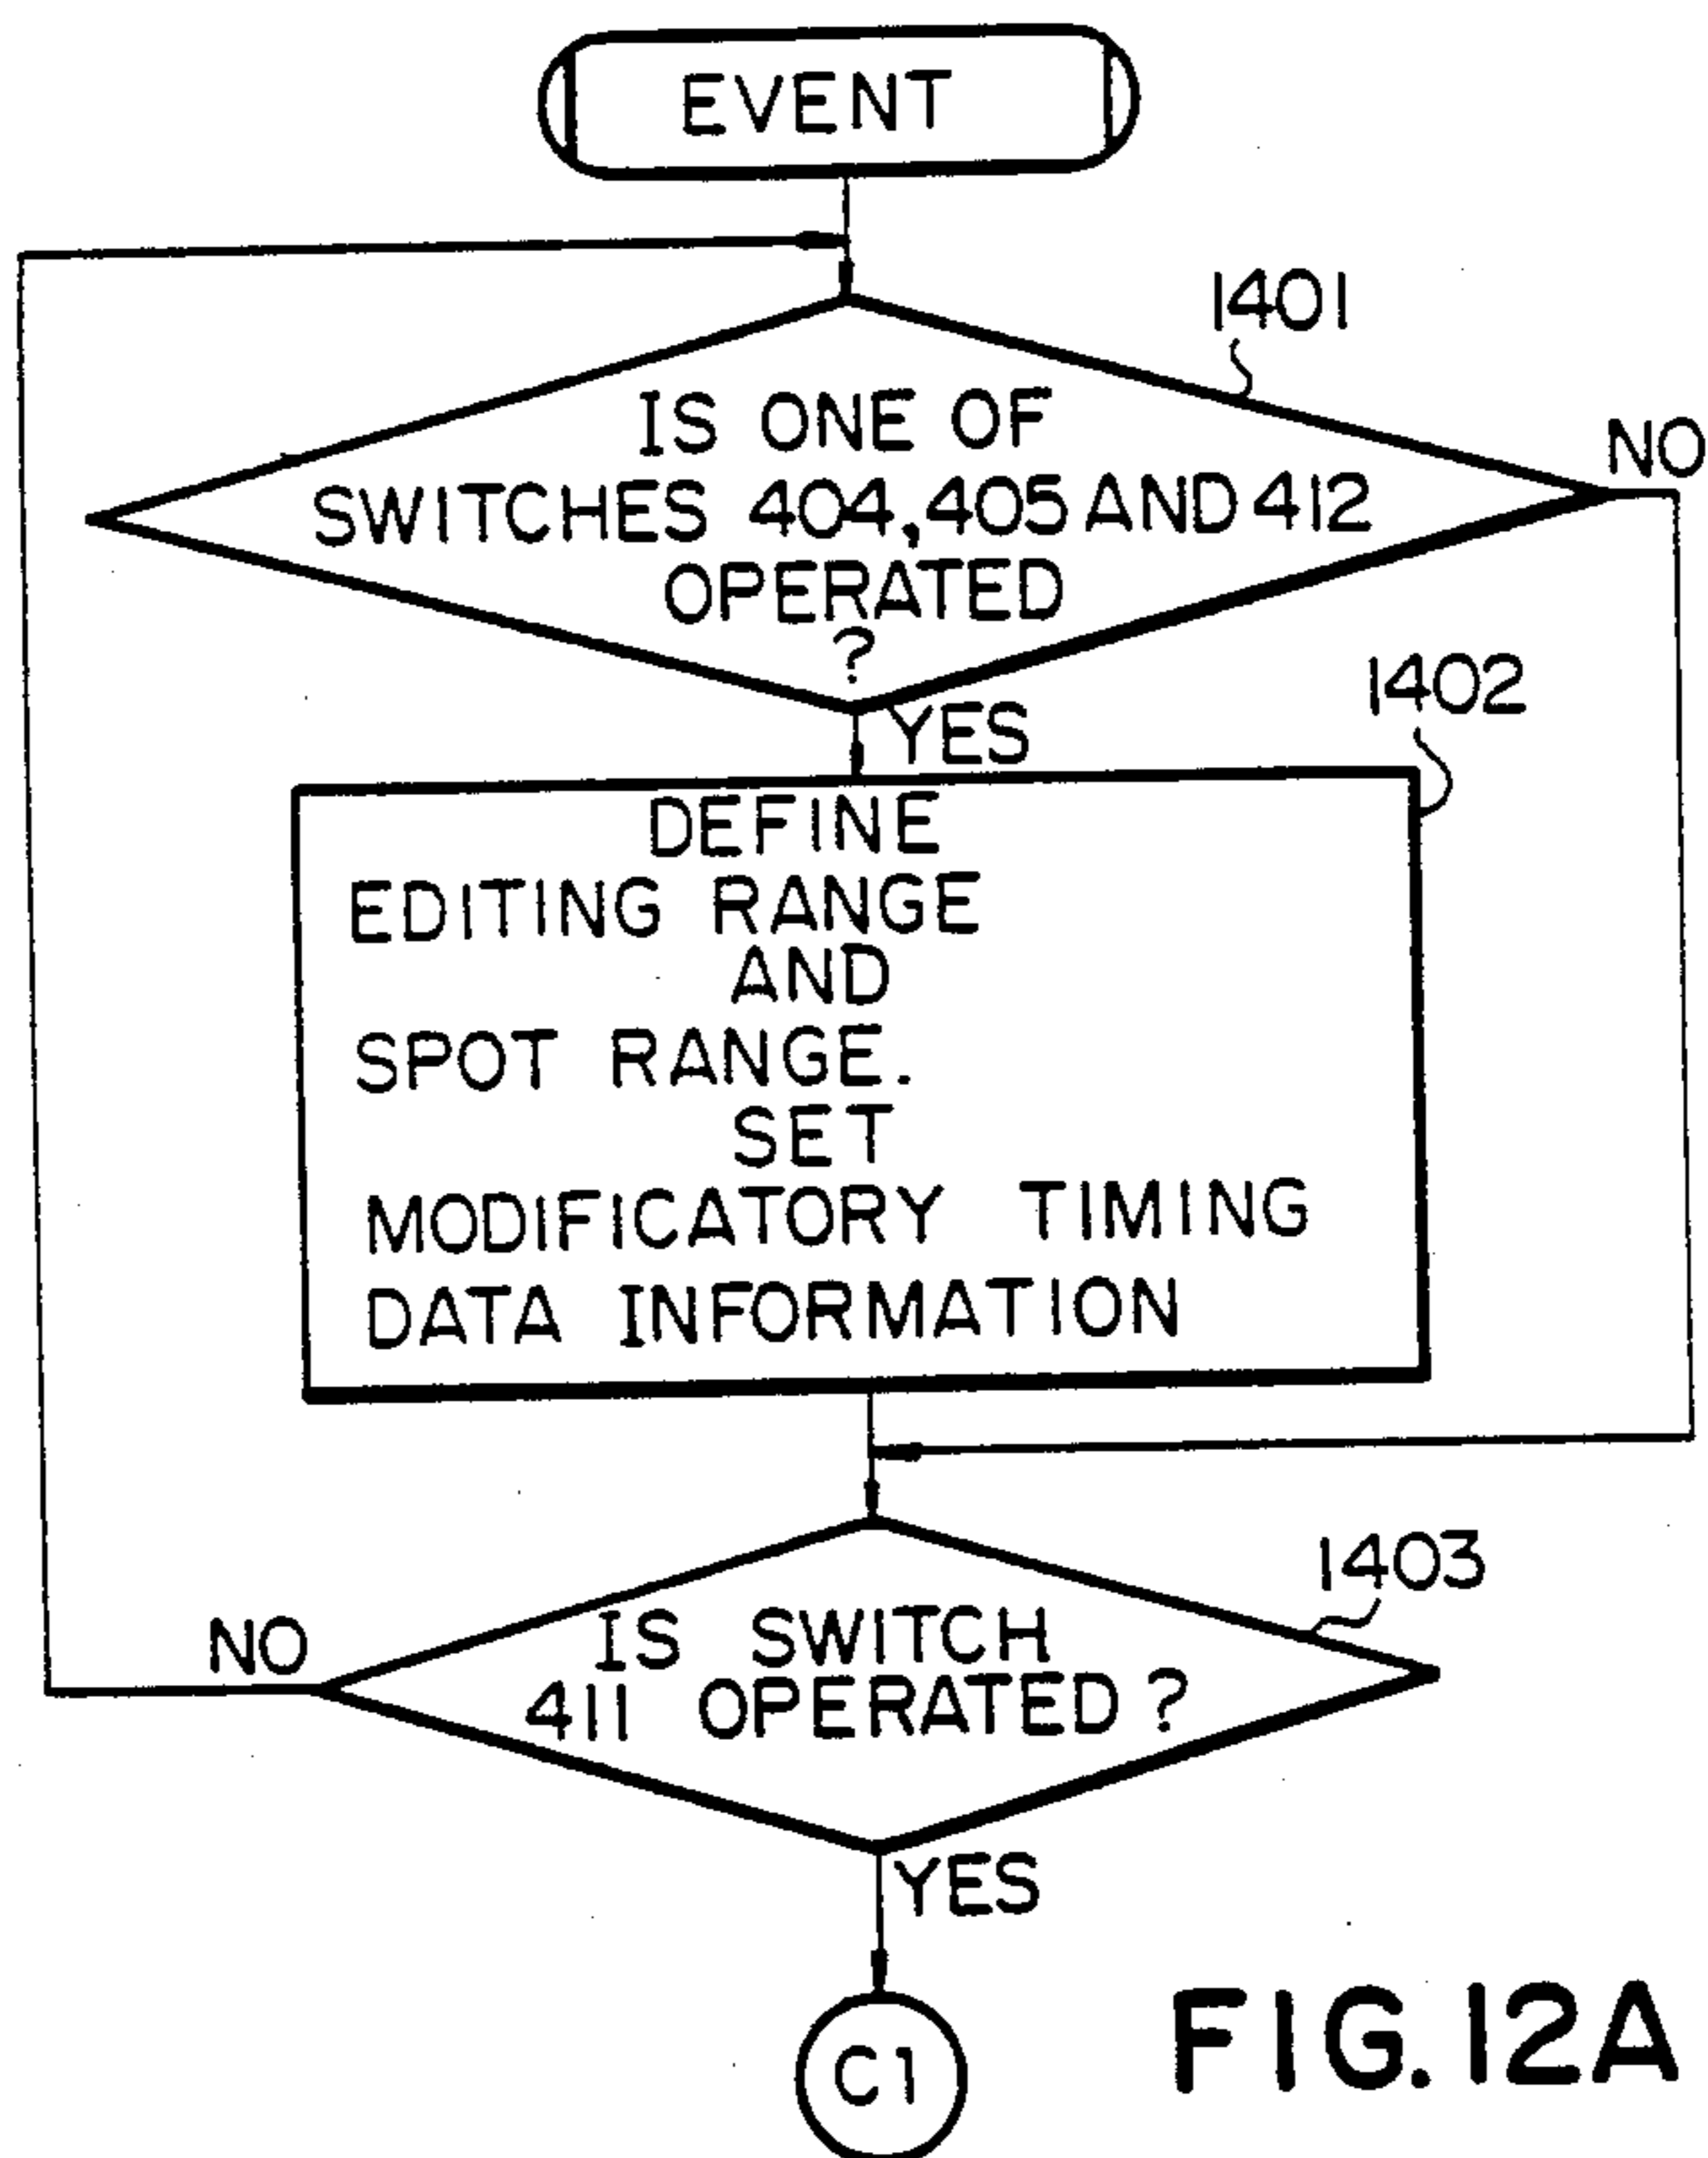 EVENT
1401
IS ONE OF
SWITCHES 404,405 AND 412
OPERATED
?
NO
YES
1402
DEFINE
EDITING RANGE
AND
SPOT RANGE.
SET
MODIFICATORY TIMING
DATA INFORMATION
1403
IS SWITCH
411 OPERATED ?
NO
YES
C1
FIG.12A